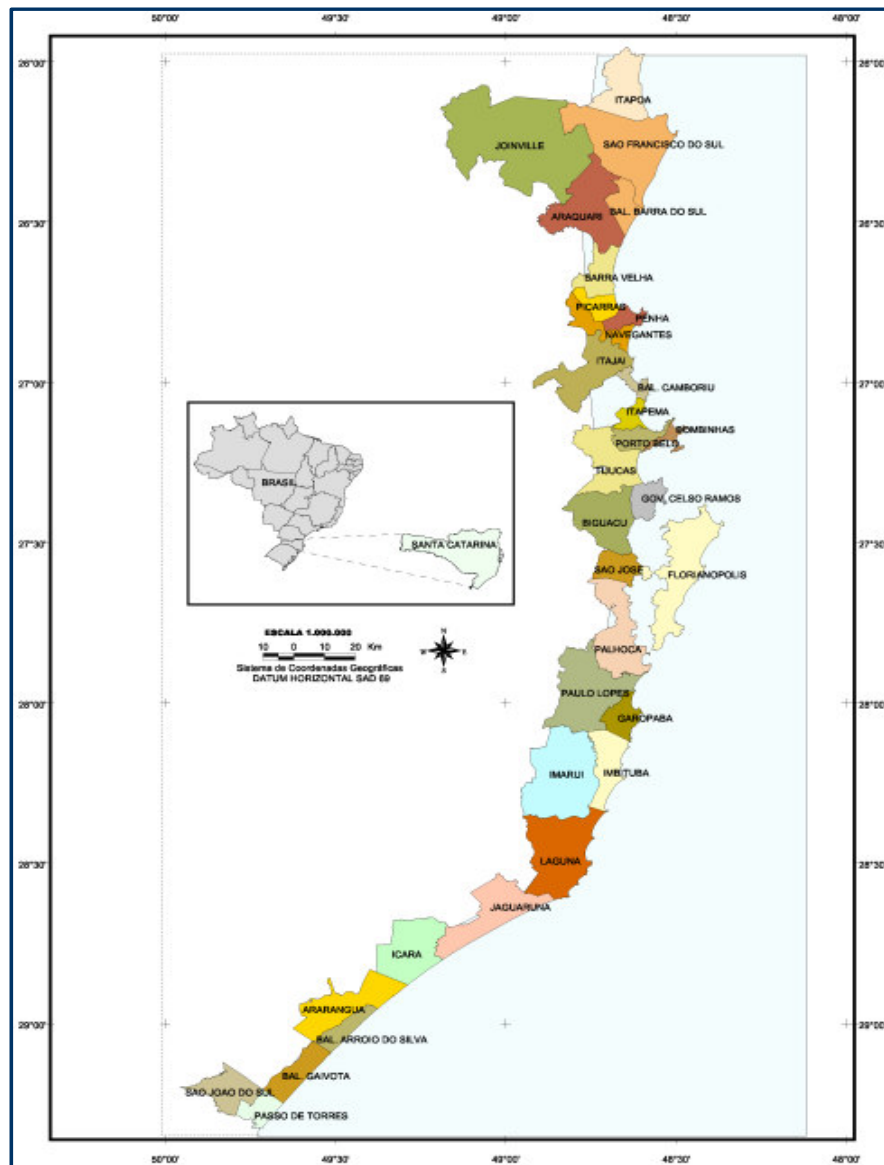 50°00' 49°30' 49°00' 48°30' 48°00'
26°00' 26°00'
ITAPOA
JOINVILLE
SAO FRANCISCO DO SUL
ARAQUARI
BAL. BARRA DO SUL
26°30' 26°30'
BARRA VELHA
PICARRAS
PENHA
NAVEGANTES
ITAJAI
27°00' 27°00'
BAL. CAMBORIU
ITAPEMA
BOMBINHAS
PORTO BELO
TIJUCAS
BRASIL
GOV. CELSO RAMOS
BIGUACU
27°30' 27°30'
SANTA CATARINA
SAO JOSE
FLORIANOPOLIS
ESCALA 1.000.000
10 0 10 20 Km
Sistema de Coordenadas Geográficas
DATUM HORIZONTAL SAD 69
N
W E
S
PALHOCA
PAULO LOPES
28°00' 28°00'
GAROPABA
IMARUI
IMBITUBA
LAGUNA
28°30' 28°30'
JAGUARUNA
ICARA
ARARANGUA
29°00' 29°00'
BAL. ARROIO DO SILVA
BAL. GAIVOTA
SAO JOAO DO SUL
PASSO DE TORRES
50°00' 49°30' 49°00' 48°30' 48°00'